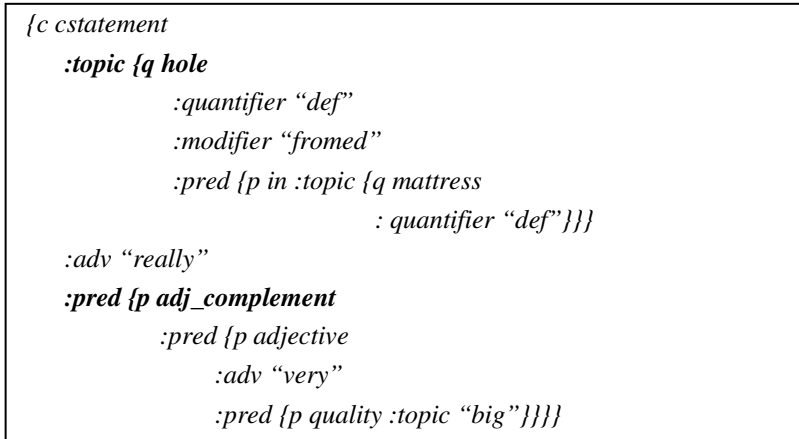 {c cstatement
:topic {q hole
:quantifier “def”
:modifier “fromed”
:pred {p in :topic {q mattress
: quantifier “def”}}}
:adv “really”
:pred {p adj_complement
:pred {p adjective
:adv “very”
:pred {p quality :topic “big”}}}}